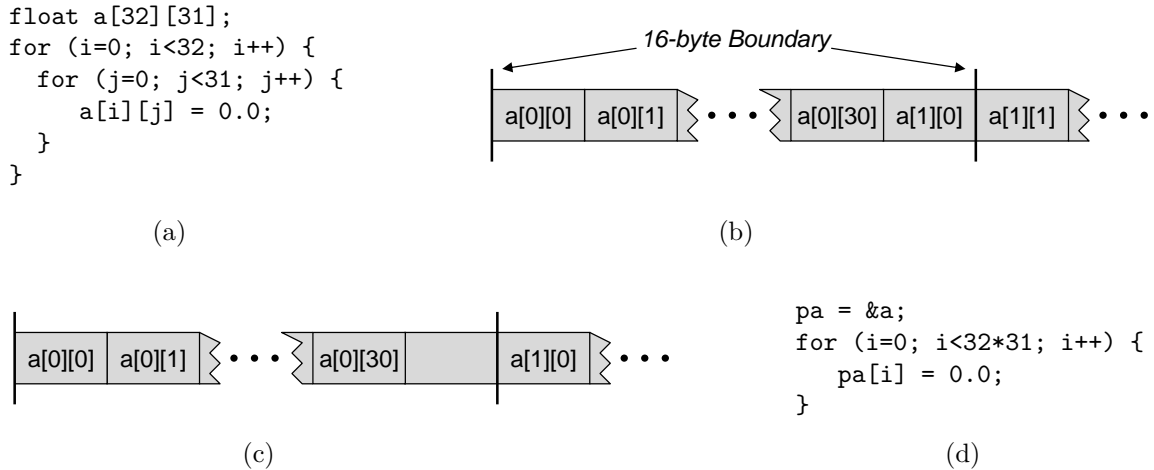 float a[32][31];
for (i=0; i<32; i++) {
  for (j=0; j<31; j++) {
     a[i][j] = 0.0;
  }
}
(a)
16-byte Boundary
a[0][0] a[0][1] • • • a[0][30] a[1][0] a[1][1] • • •
(b)
a[0][0] a[0][1] • • • a[0][30] a[1][0] • • •
(c)
pa = &a;
for (i=0; i<32*31; i++) {
   pa[i] = 0.0;
}
(d)